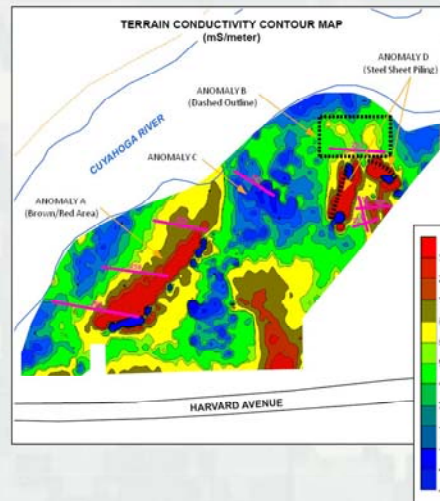 TERRAIN CONDUCTIVITY CONTOUR MAP
(mS/meter)
ANOMALY D
(Steel Sheet Piling)
ANOMALY B
(Dashed Outline)
CUYAHOGA RIVER
ANOMALY C
ANOMALY A
(Brown/Red Area)
HARVARD AVENUE